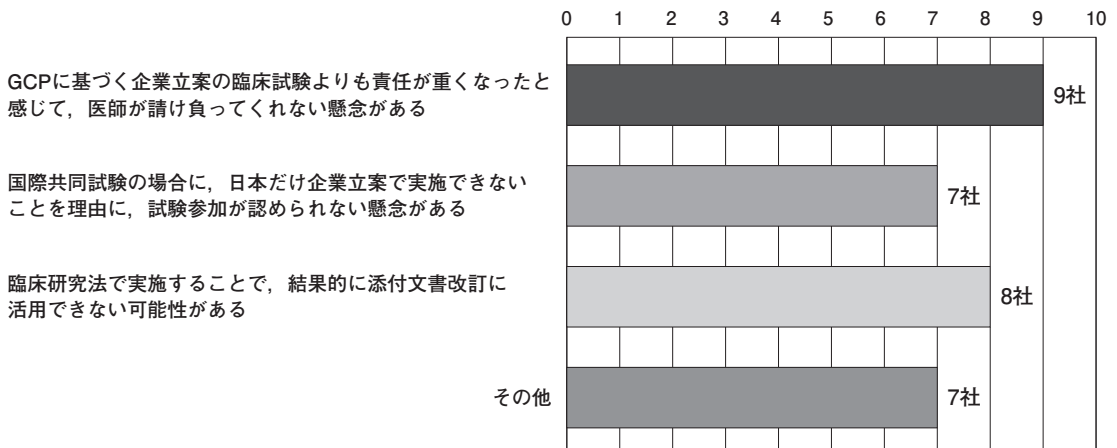 0 1 2 3 4 5 6 7 8 9 10
GCPに基づく企業立案の臨床試験よりも責任が重くなったと
感じて，医師が請け負ってくれない懸念がある
9社
国際共同試験の場合に，日本だけ企業立案で実施できない
ことを理由に，試験参加が認められない懸念がある
7社
臨床研究法で実施することで，結果的に添付文書改訂に
活用できない可能性がある
8社
その他
7社